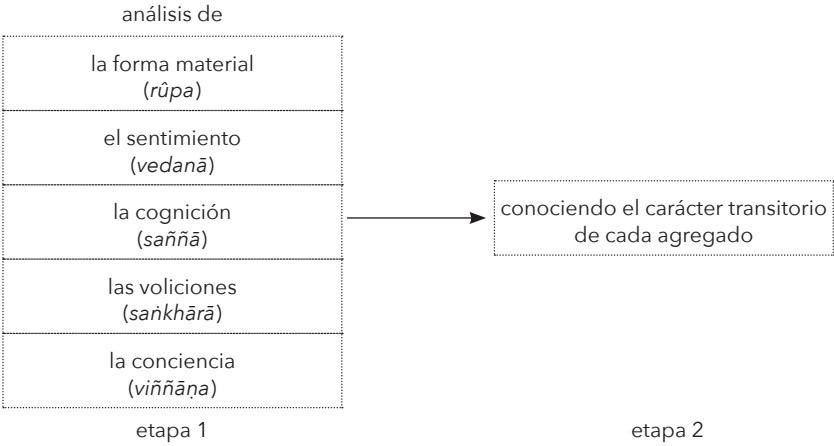 análisis de
la forma material
(rûpa)
el sentimiento
(vedanā)
la cognición
(saññā)
las voliciones
(saṅkhārā)
la conciencia
(viññāṇa)
etapa 1
conociendo el carácter transitorio
de cada agregado
etapa 2